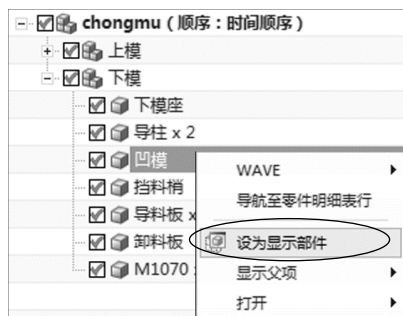 chongmu（顺序：时间顺序）
上模
下模
下模座
导柱 x 2
凹模
挡料梢
导料板 x
卸料板
M1070
WAVE
导航至零件明细表行
设为显示部件
显示父项
打开